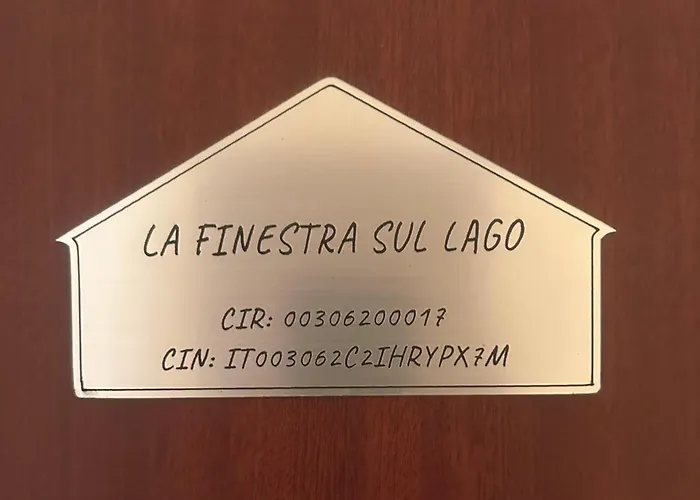 LA FINESTRA SUL LAGO
CIR: 00306200017
CIN: IT003062C2IHRYPX7M